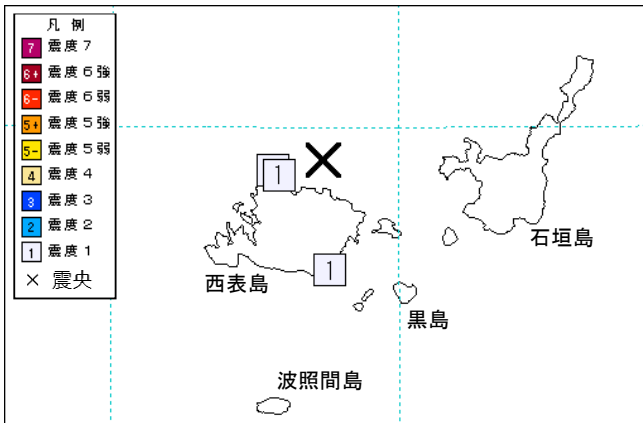 凡 例
7 震度７
6+ 震度６強
6- 震度６弱
5+ 震度５強
5- 震度５弱
4 震度４
3 震度３
2 震度２
1 震度１
× 震央
1
石垣島
1
西表島
黒島
波照間島